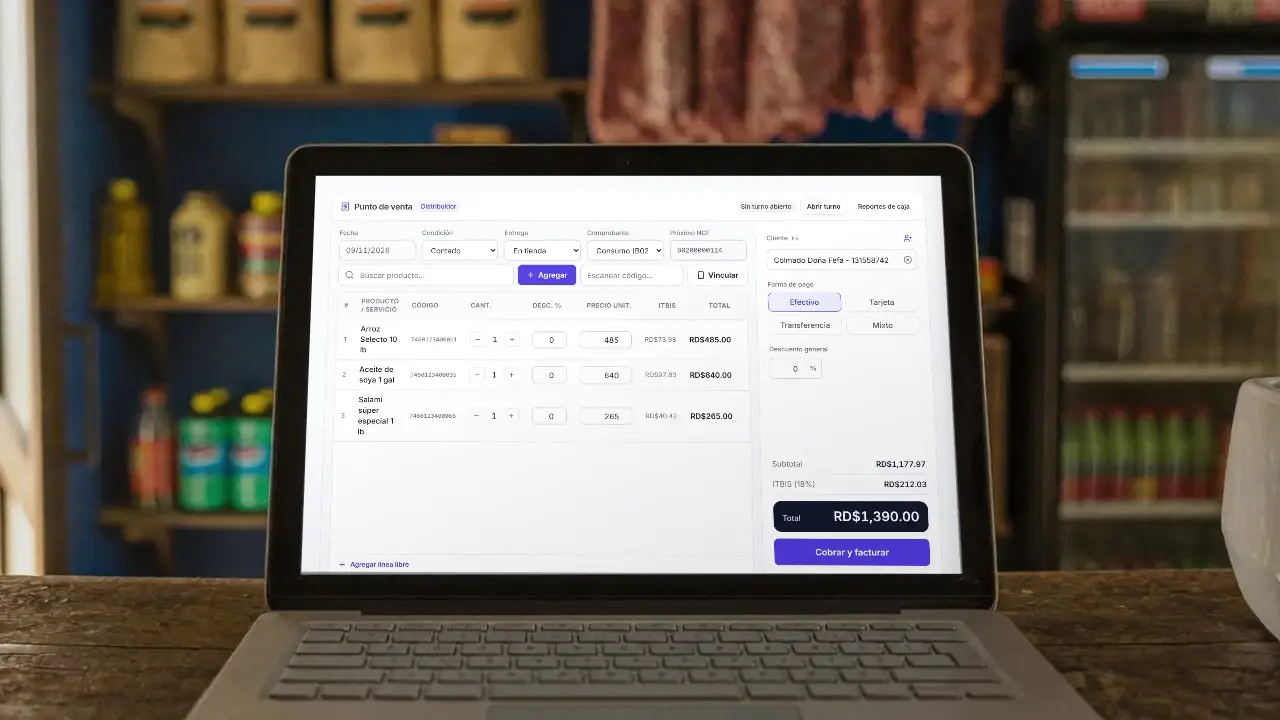 Punto de venta Distribuidor Sin turno abierto Abrir turno Reportes de caja
Fecha Condición Entrega Comprobante Próximo NCF
09/11/2026 Contado En tienda Consumo (B02 B0200000124
Buscar producto... + Agregar Escanear código... Vincular
# PRODUCTO / SERVICIO CÓDIGO CANT. DESC. % PRECIO UNIT. ITBIS TOTAL
1 Arroz Selecto 10 lb − 1 + 0 485 RD$73.98 RD$485.00
2 Aceite de soya 1 gal − 1 + 0 640 RD$97.63 RD$640.00
3 Salami súper especial 1 lb − 1 + 0 265 RD$40.42 RD$265.00
+ Agregar línea libre
Cliente
Colmado Doña Fefa - 131558742
Forma de pago
Efectivo Tarjeta
Transferencia Mixto
Descuento general
0 %
Subtotal RD$1,177.97
ITBIS (18%) RD$212.03
Total RD$1,390.00
Cobrar y facturar